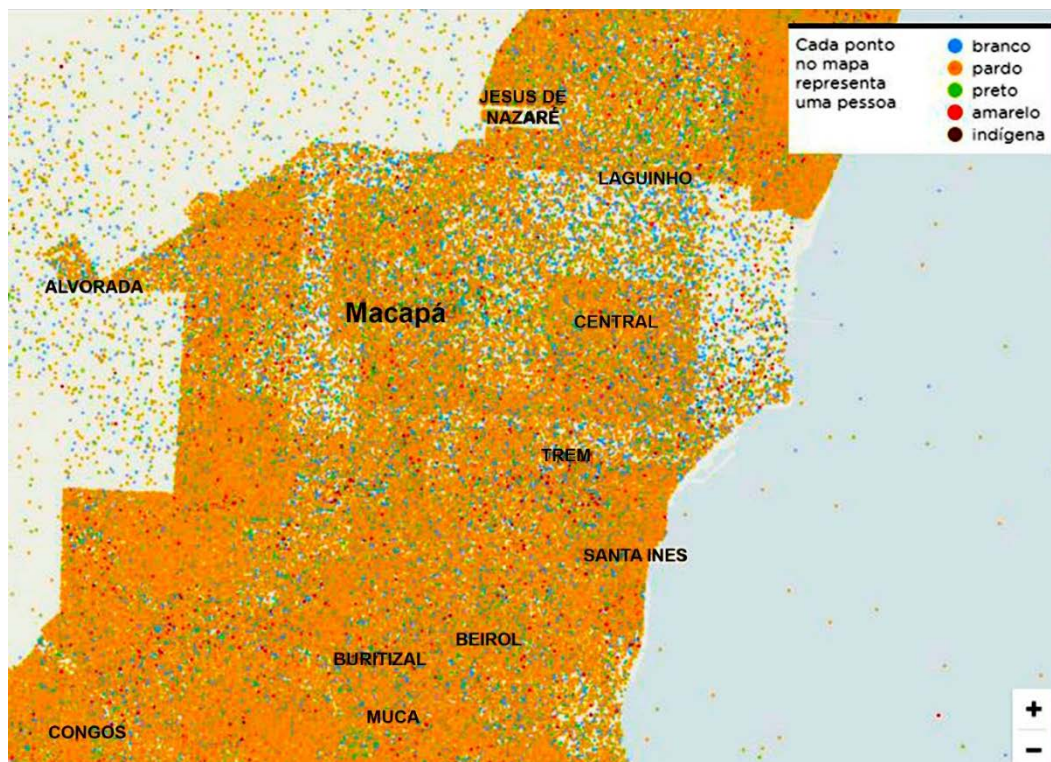 Cada ponto
no mapa
representa
uma pessoa
branco
pardo
preto
amarelo
indígena
JESUS DE
NAZARÉ
LAGUINHO
ALVORADA
Macapá
CENTRAL
TREM
SANTA INES
BEIROL
BURITIZAL
MUCA
CONGOS
+
−